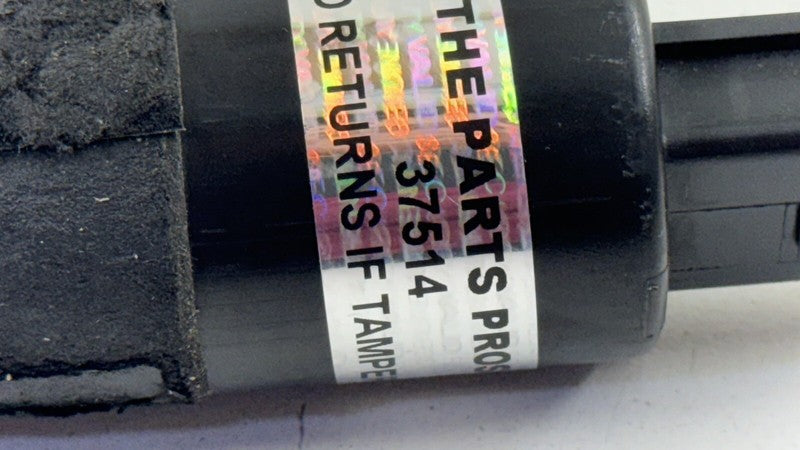 THE PARTS PROS
37514
O RETURNS IF TAMPE